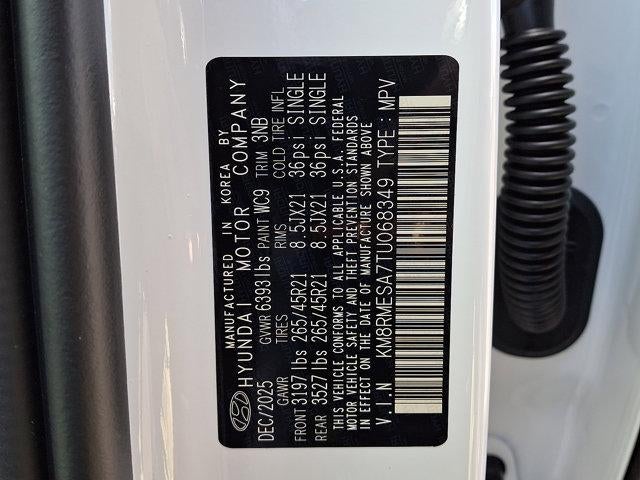 MANUFACTURED IN KOREA BY
HYUNDAI MOTOR COMPANY
DEC/2025 GVWR 6393lbs PAINT WC9 TRIM 3NB
GAWR TIRES RIMS COLD TIRE INFL
FRONT 3197lbs 265/45R21 8.5JX21 36psi SINGLE
REAR 3527lbs 265/45R21 8.5JX21 36psi SINGLE
THIS VEHICLE CONFORMS TO ALL APPLICABLE U.S.A. FEDERAL
MOTOR VEHICLE SAFETY AND THEFT PREVENTION STANDARDS
IN EFFECT ON THE DATE OF MANUFACTURE SHOWN ABOVE
V.I.N : KM8RMESA7TU068349 TYPE : MPV